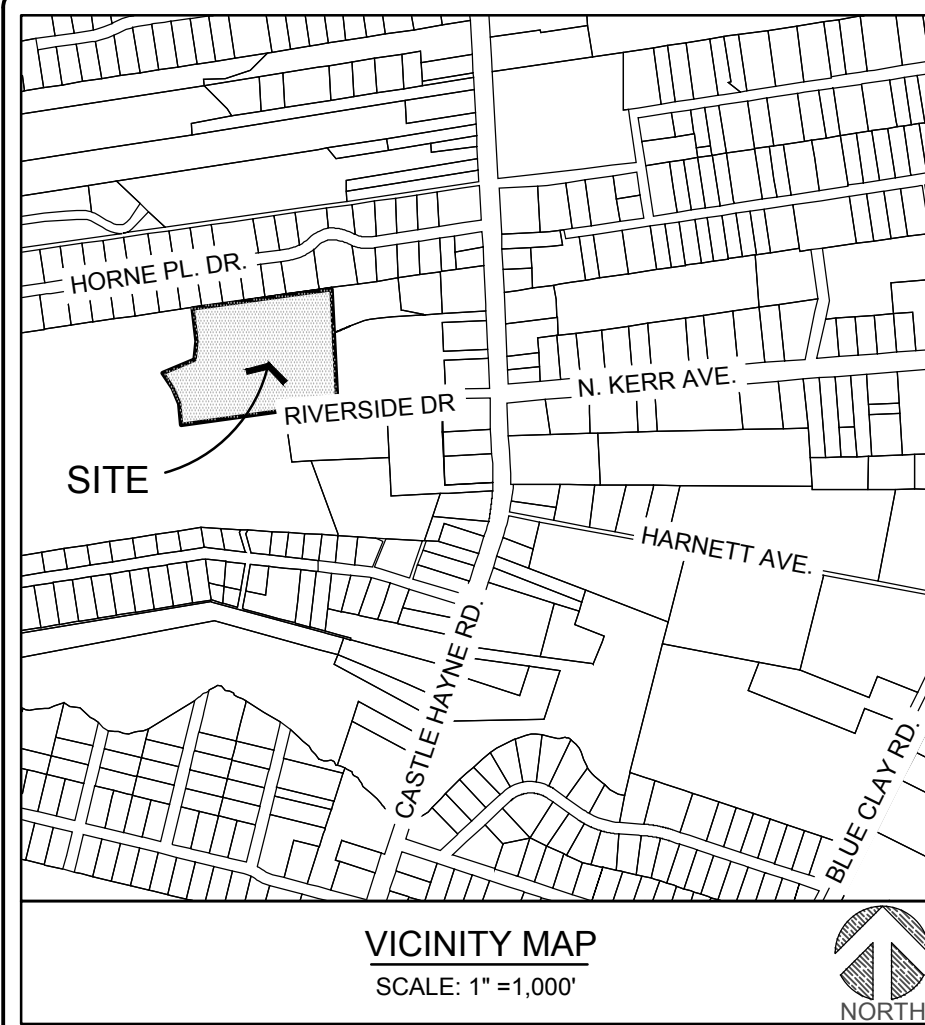 HORNE PL. DR.
N. KERR AVE.
RIVERSIDE DR
SITE
HARNETT AVE.
CASTLE HAYNE RD.
BLUE CLAY RD.
VICINITY MAP
SCALE: 1" =1,000'
NORTH